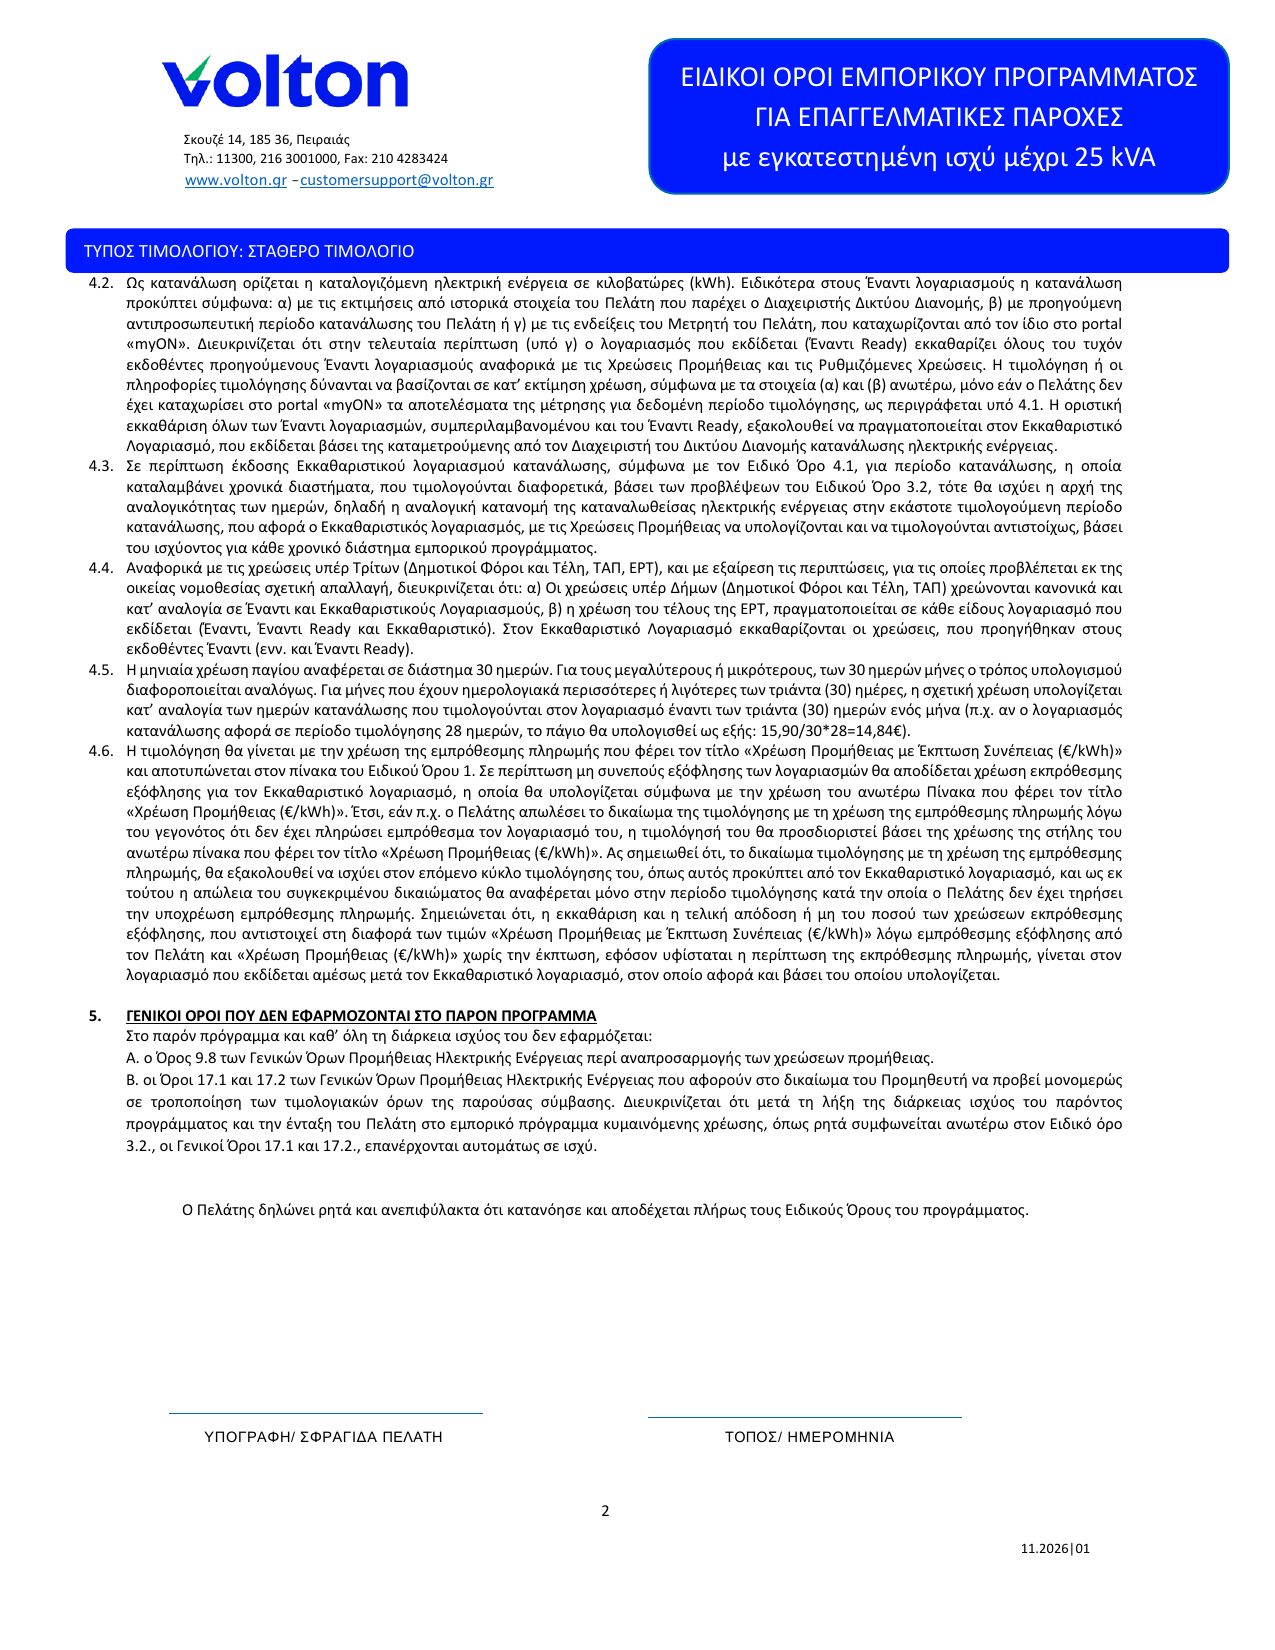 volton
ΕΙΔΙΚΟΙ ΟΡΟΙ ΕΜΠΟΡΙΚΟΥ ΠΡΟΓΡΑΜΜΑΤΟΣ
ΓΙΑ ΕΠΑΓΓΕΛΜΑΤΙΚΕΣ ΠΑΡΟΧΕΣ
με εγκατεστημένη ισχύ μέχρι 25 kVA
Σκουζέ 14, 185 36, Πειραιάς
Τηλ.: 11300, 216 3001000, Fax: 210 4283424
www.volton.gr –customersupport@volton.gr
ΤΥΠΟΣ ΤΙΜΟΛΟΓΙΟΥ: ΣΤΑΘΕΡΟ ΤΙΜΟΛΟΓΙΟ
4.2. Ως κατανάλωση ορίζεται η καταλογιζόμενη ηλεκτρική ενέργεια σε κιλοβατώρες (kWh). Ειδικότερα στους Έναντι λογαριασμούς η κατανάλωση
προκύπτει σύμφωνα: α) με τις εκτιμήσεις από ιστορικά στοιχεία του Πελάτη που παρέχει ο Διαχειριστής Δικτύου Διανομής, β) με προηγούμενη
αντιπροσωπευτική περίοδο κατανάλωσης του Πελάτη ή γ) με τις ενδείξεις του Μετρητή του Πελάτη, που καταχωρίζονται από τον ίδιο στο portal
«myON». Διευκρινίζεται ότι στην τελευταία περίπτωση (υπό γ) ο λογαριασμός που εκδίδεται (Έναντι Ready) εκκαθαρίζει όλους του τυχόν
εκδοθέντες προηγούμενους Έναντι λογαριασμούς αναφορικά με τις Χρεώσεις Προμήθειας και τις Ρυθμιζόμενες Χρεώσεις. Η τιμολόγηση ή οι
πληροφορίες τιμολόγησης δύνανται να βασίζονται σε κατ’ εκτίμηση χρέωση, σύμφωνα με τα στοιχεία (α) και (β) ανωτέρω, μόνο εάν ο Πελάτης δεν
έχει καταχωρίσει στο portal «myON» τα αποτελέσματα της μέτρησης για δεδομένη περίοδο τιμολόγησης, ως περιγράφεται υπό 4.1. Η οριστική
εκκαθάριση όλων των Έναντι λογαριασμών, συμπεριλαμβανομένου και του Έναντι Ready, εξακολουθεί να πραγματοποιείται στον Εκκαθαριστικό
Λογαριασμό, που εκδίδεται βάσει της καταμετρούμενης από τον Διαχειριστή του Δικτύου Διανομής κατανάλωσης ηλεκτρικής ενέργειας.
4.3. Σε περίπτωση έκδοσης Εκκαθαριστικού λογαριασμού κατανάλωσης, σύμφωνα με τον Ειδικό Όρο 4.1, για περίοδο κατανάλωσης, η οποία
καταλαμβάνει χρονικά διαστήματα, που τιμολογούνται διαφορετικά, βάσει των προβλέψεων του Ειδικού Όρο 3.2, τότε θα ισχύει η αρχή της
αναλογικότητας των ημερών, δηλαδή η αναλογική κατανομή της καταναλωθείσας ηλεκτρικής ενέργειας στην εκάστοτε τιμολογούμενη περίοδο
κατανάλωσης, που αφορά ο Εκκαθαριστικός λογαριασμός, με τις Χρεώσεις Προμήθειας να υπολογίζονται και να τιμολογούνται αντιστοίχως, βάσει
του ισχύοντος για κάθε χρονικό διάστημα εμπορικού προγράμματος.
4.4. Αναφορικά με τις χρεώσεις υπέρ Τρίτων (Δημοτικοί Φόροι και Τέλη, ΤΑΠ, ΕΡΤ), και με εξαίρεση τις περιπτώσεις, για τις οποίες προβλέπεται εκ της
οικείας νομοθεσίας σχετική απαλλαγή, διευκρινίζεται ότι: α) Οι χρεώσεις υπέρ Δήμων (Δημοτικοί Φόροι και Τέλη, ΤΑΠ) χρεώνονται κανονικά και
κατ’ αναλογία σε Έναντι και Εκκαθαριστικούς Λογαριασμούς, β) η χρέωση του τέλους της ΕΡΤ, πραγματοποιείται σε κάθε είδους λογαριασμό που
εκδίδεται (Έναντι, Έναντι Ready και Εκκαθαριστικό). Στον Εκκαθαριστικό Λογαριασμό εκκαθαρίζονται οι χρεώσεις, που προηγήθηκαν στους
εκδοθέντες Έναντι (ενν. και Έναντι Ready).
4.5. Η μηνιαία χρέωση παγίου αναφέρεται σε διάστημα 30 ημερών. Για τους μεγαλύτερους ή μικρότερους, των 30 ημερών μήνες ο τρόπος υπολογισμού
διαφοροποιείται αναλόγως. Για μήνες που έχουν ημερολογιακά περισσότερες ή λιγότερες των τριάντα (30) ημέρες, η σχετική χρέωση υπολογίζεται
κατ’ αναλογία των ημερών κατανάλωσης που τιμολογούνται στον λογαριασμό έναντι των τριάντα (30) ημερών ενός μήνα (π.χ. αν ο λογαριασμός
κατανάλωσης αφορά σε περίοδο τιμολόγησης 28 ημερών, το πάγιο θα υπολογισθεί ως εξής: 15,90/30*28=14,84€).
4.6. Η τιμολόγηση θα γίνεται με την χρέωση της εμπρόθεσμης πληρωμής που φέρει τον τίτλο «Χρέωση Προμήθειας με Έκπτωση Συνέπειας (€/kWh)»
και αποτυπώνεται στον πίνακα του Ειδικού Όρου 1. Σε περίπτωση μη συνεπούς εξόφλησης των λογαριασμών θα αποδίδεται χρέωση εκπρόθεσμης
εξόφλησης για τον Εκκαθαριστικό λογαριασμό, η οποία θα υπολογίζεται σύμφωνα με την χρέωση του ανωτέρω Πίνακα που φέρει τον τίτλο
«Χρέωση Προμήθειας (€/kWh)». Έτσι, εάν π.χ. ο Πελάτης απωλέσει το δικαίωμα της τιμολόγησης με τη χρέωση της εμπρόθεσμης πληρωμής λόγω
του γεγονότος ότι δεν έχει πληρώσει εμπρόθεσμα τον λογαριασμό του, η τιμολόγησή του θα προσδιοριστεί βάσει της χρέωσης της στήλης του
ανωτέρω πίνακα που φέρει τον τίτλο «Χρέωση Προμήθειας (€/kWh)». Ας σημειωθεί ότι, το δικαίωμα τιμολόγησης με τη χρέωση της εμπρόθεσμης
πληρωμής, θα εξακολουθεί να ισχύει στον επόμενο κύκλο τιμολόγησης του, όπως αυτός προκύπτει από τον Εκκαθαριστικό λογαριασμό, και ως εκ
τούτου η απώλεια του συγκεκριμένου δικαιώματος θα αναφέρεται μόνο στην περίοδο τιμολόγησης κατά την οποία ο Πελάτης δεν έχει τηρήσει
την υποχρέωση εμπρόθεσμης πληρωμής. Σημειώνεται ότι, η εκκαθάριση και η τελική απόδοση ή μη του ποσού των χρεώσεων εκπρόθεσμης
εξόφλησης, που αντιστοιχεί στη διαφορά των τιμών «Χρέωση Προμήθειας με Έκπτωση Συνέπειας (€/kWh)» λόγω εμπρόθεσμης εξόφλησης από
τον Πελάτη και «Χρέωση Προμήθειας (€/kWh)» χωρίς την έκπτωση, εφόσον υφίσταται η περίπτωση της εκπρόθεσμης πληρωμής, γίνεται στον
λογαριασμό που εκδίδεται αμέσως μετά τον Εκκαθαριστικό λογαριασμό, στον οποίο αφορά και βάσει του οποίου υπολογίζεται.
5. ΓΕΝΙΚΟΙ ΟΡΟΙ ΠΟΥ ΔΕΝ ΕΦΑΡΜΟΖΟΝΤΑΙ ΣΤΟ ΠΑΡΟΝ ΠΡΟΓΡΑΜΜΑ
Στο παρόν πρόγραμμα και καθ’ όλη τη διάρκεια ισχύος του δεν εφαρμόζεται:
Α. ο Όρος 9.8 των Γενικών Όρων Προμήθειας Ηλεκτρικής Ενέργειας περί αναπροσαρμογής των χρεώσεων προμήθειας.
Β. οι Όροι 17.1 και 17.2 των Γενικών Όρων Προμήθειας Ηλεκτρικής Ενέργειας που αφορούν στο δικαίωμα του Προμηθευτή να προβεί μονομερώς
σε τροποποίηση των τιμολογιακών όρων της παρούσας σύμβασης. Διευκρινίζεται ότι μετά τη λήξη της διάρκειας ισχύος του παρόντος
προγράμματος και την ένταξη του Πελάτη στο εμπορικό πρόγραμμα κυμαινόμενης χρέωσης, όπως ρητά συμφωνείται ανωτέρω στον Ειδικό όρο
3.2., οι Γενικοί Όροι 17.1 και 17.2., επανέρχονται αυτομάτως σε ισχύ.
Ο Πελάτης δηλώνει ρητά και ανεπιφύλακτα ότι κατανόησε και αποδέχεται πλήρως τους Ειδικούς Όρους του προγράμματος.
ΥΠΟΓΡΑΦΗ/ ΣΦΡΑΓΙΔΑ ΠΕΛΑΤΗ
ΤΟΠΟΣ/ ΗΜΕΡΟΜΗΝΙΑ
2
11.2026|01